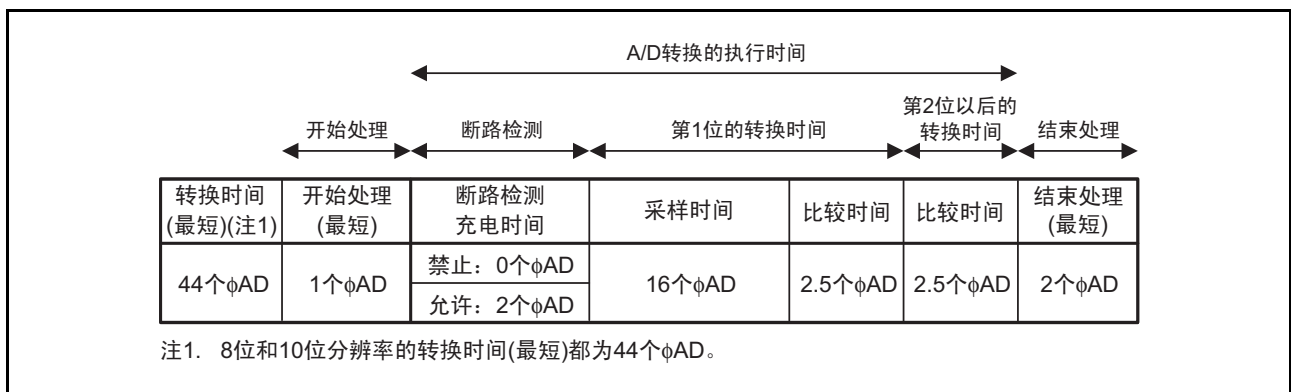 A/D转换的执行时间
开始处理
断路检测
第1位的转换时间
第2位以后的
转换时间
结束处理
转换时间
(最短)(注1)
开始处理
(最短)
断路检测
充电时间
采样时间
比较时间
比较时间
结束处理
(最短)
44个ϕAD
1个ϕAD
禁止：0个ϕAD
允许：2个ϕAD
16个ϕAD
2.5个ϕAD
2.5个ϕAD
2个ϕAD
注1. 8位和10位分辨率的转换时间(最短)都为44个ϕAD。